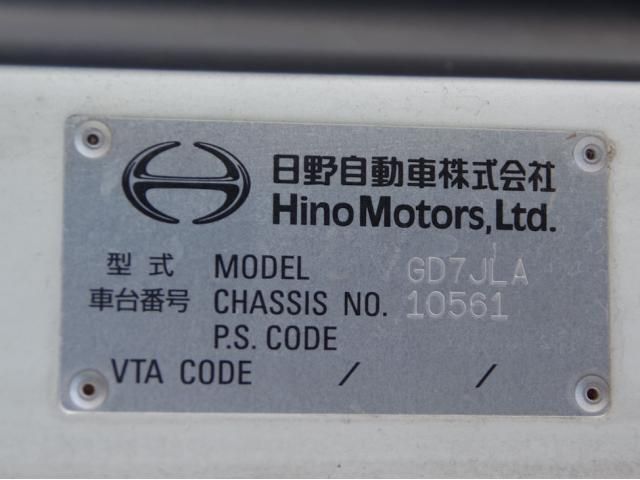 日野自動車株式会社
Hino Motors, Ltd.
型式 MODEL GD7JLA
車台番号 CHASSIS NO. 10561
P.S. CODE
VTA CODE / /